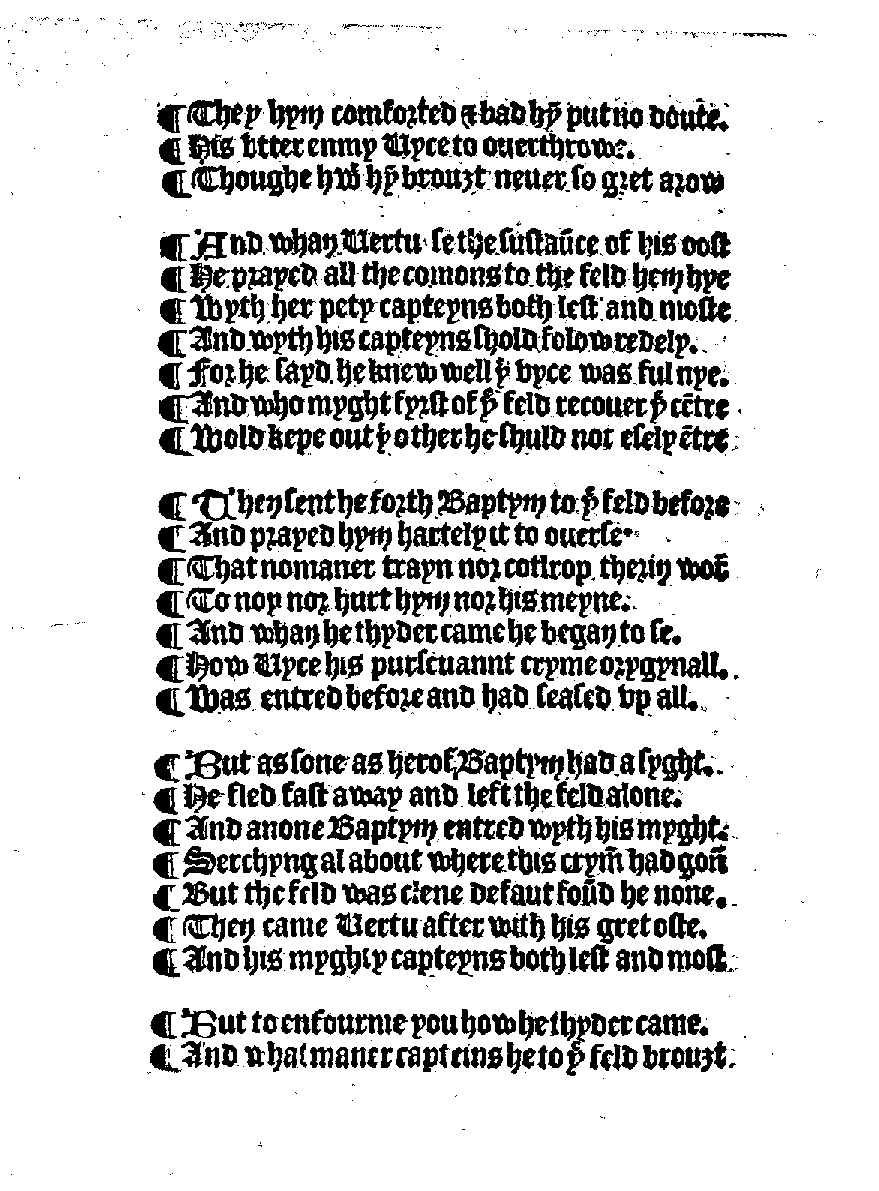 ¶ They hym comforted & bad hȳ put no doute.
¶ His vtter enmy Vyce to ouerthrowe.
¶ Thoughe hȳ brouȝt neuer so gret arow

¶ And whan Vertu se the sustaūce of his oost
¶ He prayed all the comons to the feld hem hye
¶ Wyth her pety capteyns both lest and moste
¶ And wyth his capteyns shold folow redely.
¶ For he sayd he knew well yͭ vyce was ful nye.
¶ And who myght fyrst of yͤ feld recouer yͤ cētre
¶ Wold kepe out yͤ other he shuld not esely ētre

¶ Then sent he forth Baptym to yͤ feld before
¶ And prayed hym hartely it to ouerse
¶ That no maner trayn nor cotlrop therin woē
¶ To noy nor hurt hym nor his meyne.
¶ And whan he thyder came he began to se.
¶ How Vyce his purseuannt cryme orygynall.
¶ Was entred before and had seased vp all.

¶ But as sone as her of Baptym had a syght.
¶ He fled fast away and left the feld alone.
¶ And anone Baptym entred wyth his myght.
¶ Serchyng al about where this crym̄ had gon̄
¶ But the feld was clene defaut foūd he none.
¶ Then came Vertu after with his gret oste.
¶ And his myghty capteyns both lest and most.

¶ But to enfourme you how he thyder came.
¶ And what maner capteins he to yͤ feld brouȝt.